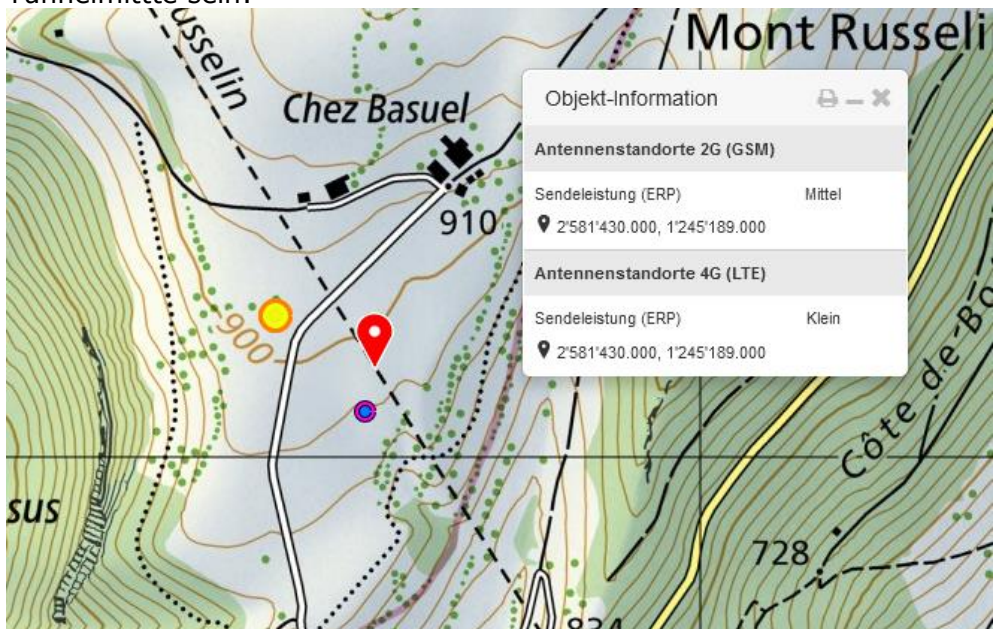 Mont Russeli
usselin
Chez Basuel
910
900
sus
728
834
Côte de Bo
Objekt-Information
Antennenstandorte 2G (GSM)
Sendeleistung (ERP) Mittel
2'581'430.000, 1'245'189.000
Antennenstandorte 4G (LTE)
Sendeleistung (ERP) Klein
2'581'430.000, 1'245'189.000